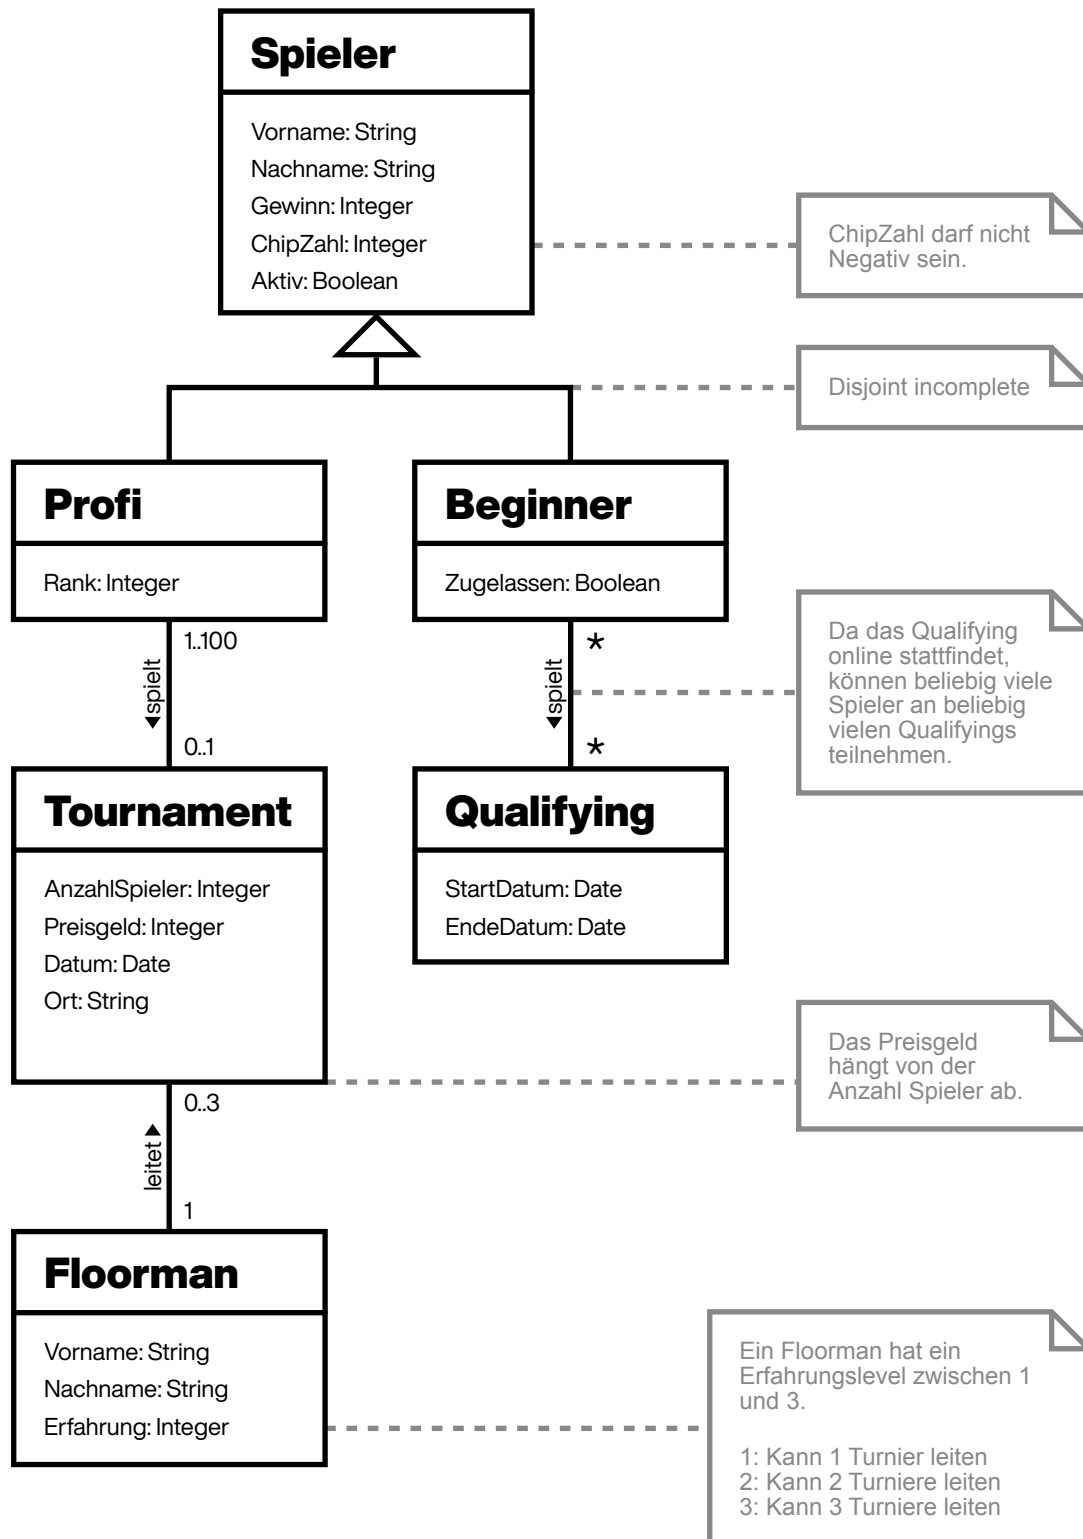 Spieler
Vorname: String
Nachname: String
Gewinn: Integer
ChipZahl: Integer
Aktiv: Boolean
ChipZahl darf nicht
Negativ sein.
Disjoint incomplete
Profi
Rank: Integer
Beginner
Zugelassen: Boolean
1..100
spielt
0..1
*
spielt
*
Da das Qualifying
online stattfindet,
können beliebig viele
Spieler an beliebig
vielen Qualifyings
teilnehmen.
Tournament
AnzahlSpieler: Integer
Preisgeld: Integer
Datum: Date
Ort: String
Qualifying
StartDatum: Date
EndeDatum: Date
Das Preisgeld
hängt von der
Anzahl Spieler ab.
0..3
leitet
1
Floorman
Vorname: String
Nachname: String
Erfahrung: Integer
Ein Floorman hat ein
Erfahrungslevel zwischen 1
und 3.
1: Kann 1 Turnier leiten
2: Kann 2 Turniere leiten
3: Kann 3 Turniere leiten